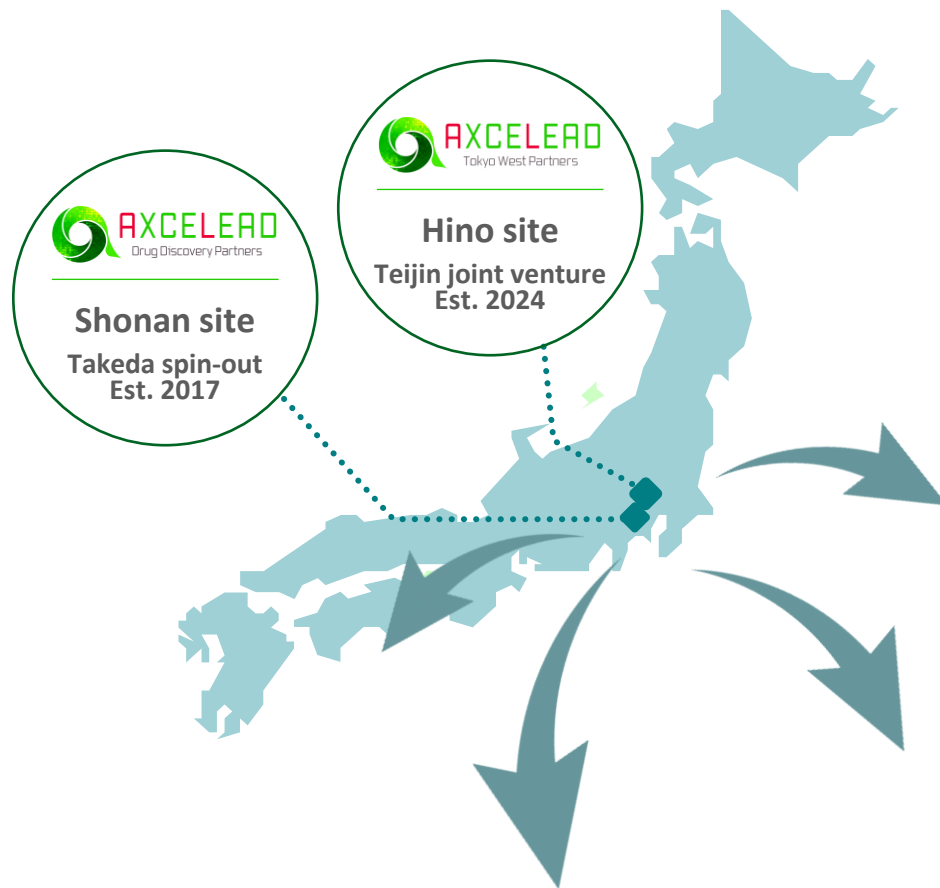 AXCELEAD
Tokyo West Partners
Hino site
Teijin joint venture
Est. 2024
AXCELEAD
Drug Discovery Partners
Shonan site
Takeda spin-out
Est. 2017